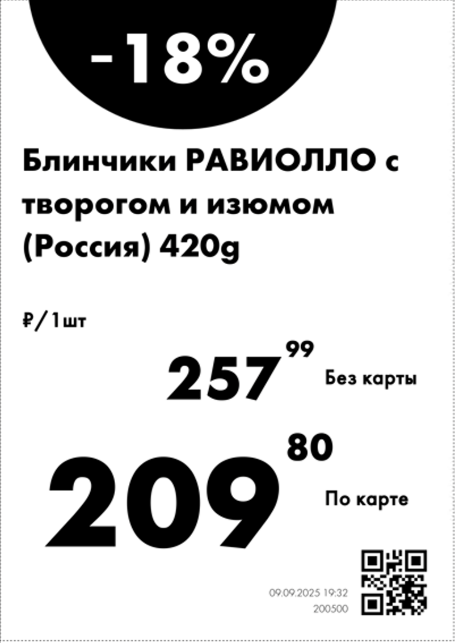 -18%
Блинчики РАВИОЛЛО с
творогом и изюмом
(Россия) 420g
₽/1шт
257 99 Без карты
209 80 По карте
09.09.2025 19:32
200500